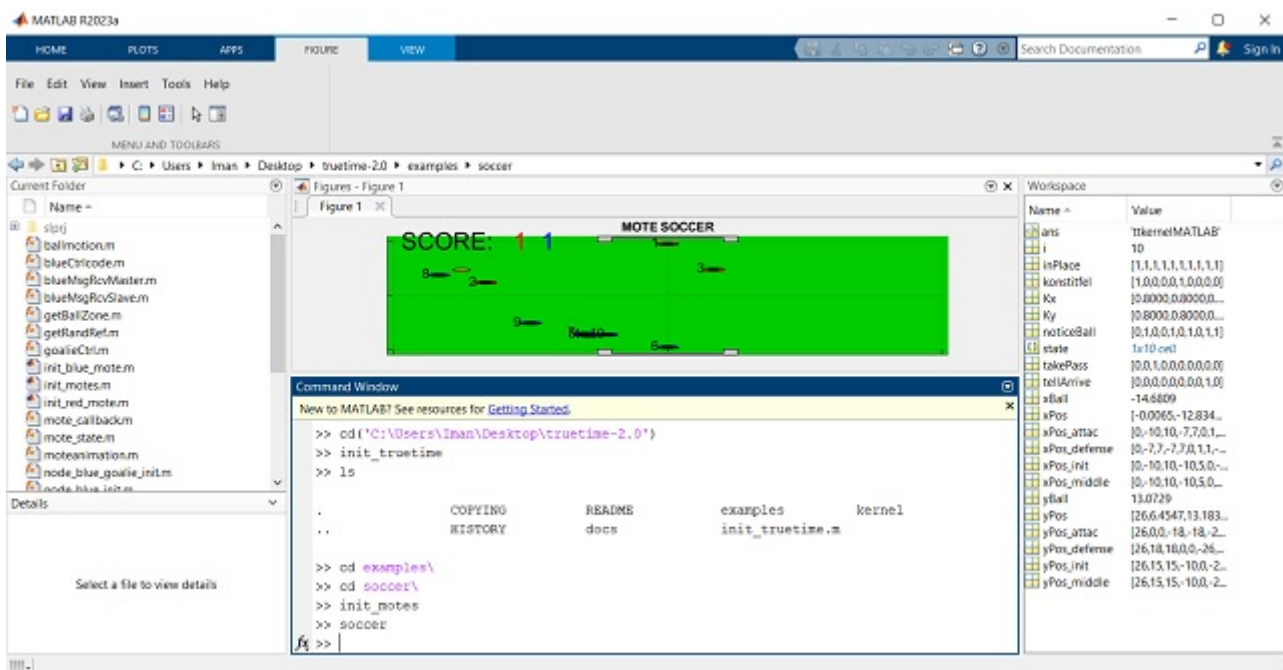 MATLAB R2023a
HOME PLOTS APPS FIGURE VIEW Search Documentation Sign In
File Edit View Insert Tools Help
MENU AND TOOLBARS
C: Users Iman Desktop truetime-2.0 examples soccer
Current Folder
Name
slprj
ballmotion.m
blueCtrlcode.m
blueMsgRcvMaster.m
blueMsgRcvSlave.m
getBallZone.m
getRandRef.m
goalieCtrl.m
init_blue_mote.m
init_motes.m
init_red_mote.m
mote_callback.m
mote_state.m
moteanimation.m
node_blue_goalie_init.m
node_blue_init.m
Details
Select a file to view details
Figures - Figure 1
Figure 1
MOTE SOCCER
SCORE: 1 1
1
8
2
3
9
6
Command Window
New to MATLAB? See resources for Getting Started.
>> cd('C:\Users\Iman\Desktop\truetime-2.0')
>> init_truetime
>> ls
. COPYING README examples kernel
.. HISTORY docs init_truetime.m
>> cd examples\
>> cd soccer\
>> init_motes
>> soccer
fx >>
Workspace
Name Value
ans 'ttkernelMATLAB'
i 10
inPlace [1,1,1,1,1,1,1,1,1,1]
konstitfel [1,0,0,0,1,0,0,0,0]
Kx [0.8000,0.8000,0....
Ky [0.8000,0.8000,0....
noticeBall [0,1,0,0,1,0,1,0,1,1]
state 1x10 cell
takePass [0,0,1,0,0,0,0,0,0,0]
tellArrive [0,0,0,0,0,0,0,0,1,0]
xBall -14.6809
xPos [-0.0065,-12.834...
xPos_attac [0,-10,10,-7,7,0,1,...
xPos_defense [0,-7,7,-7,7,0,1,1,-...
xPos_init [0,-10,10,-10,5,0,-...
xPos_middle [0,-10,10,-10,5,0,...
yBall 13.0729
yPos [26,6.4547,13.183...
yPos_attac [26,0,0,-18,-18,-2...
yPos_defense [26,18,18,0,0,-26,...
yPos_init [26,15,15,-10,0,-2...
yPos_middle [26,15,15,-10,0,-2...